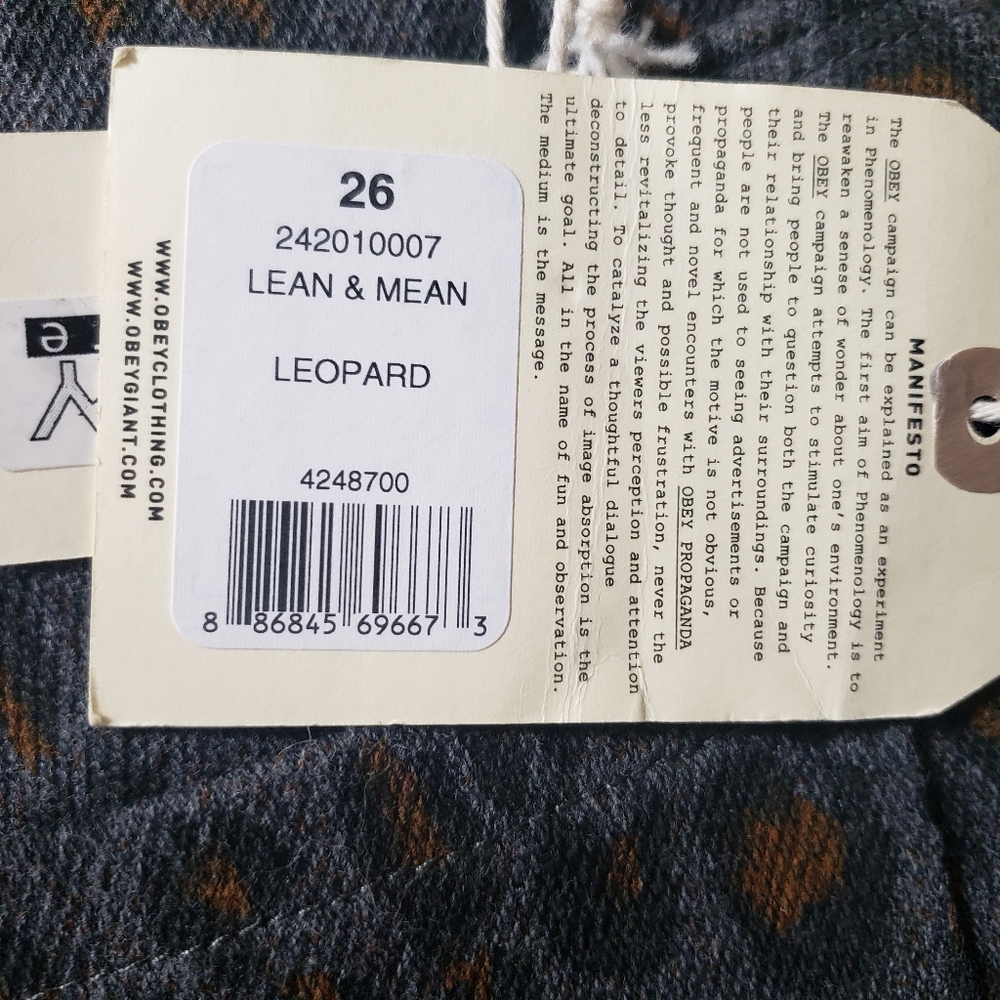 26
242010007
LEAN & MEAN
LEOPARD
4248700
8 86845 69667 3
WWW.OBEYCLOTHING.COM
WWW.OBEYGIANT.COM
MANIFESTO
The OBEY campaign can be explained as an experiment
in Phenomenology. The first aim of Phenomenology is to
reawaken a senese of wonder about one's environment.
The OBEY campaign attempts to stimulate curiosity
and bring people to question both the campaign and
their relationship with their surroundings. Because
people are not used to seeing advertisements or
propaganda for which the motive is not obvious,
frequent and novel encounters with OBEY PROPAGANDA
provoke thought and possible frustration, never the
less revitalizing the viewers perception and attention
to detail. To catalyze a thoughtful dialogue
deconstructing the process of image absorption is the
ultimate goal. All in the name of fun and observation.
The medium is the message.